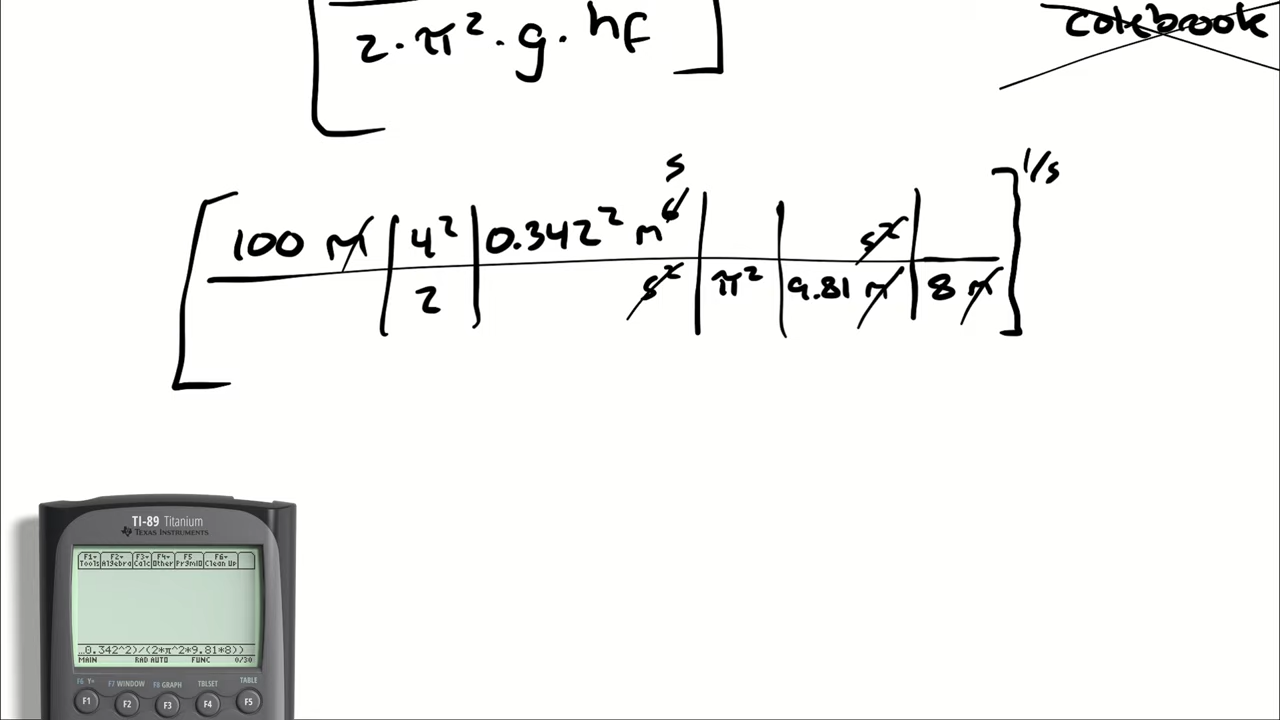 2·π²·g·hf
colebrook
s
100 m | 4² | 0.342² m⁶ | | s² | ]^1/5
2 | s² | π² | 9.81 m | 8 m
TI-89 Titanium
TEXAS INSTRUMENTS
F1 F2 F3 F4 F5 F6
Tools Algebra Calc Other PrgmIO Clean Up
…0.342^2)/(2*π^2*9.81*8))
MAIN RAD AUTO FUNC 0/30
F6 Y= F7 WINDOW F8 GRAPH TBLSET TABLE
F1 F2 F3 F4 F5